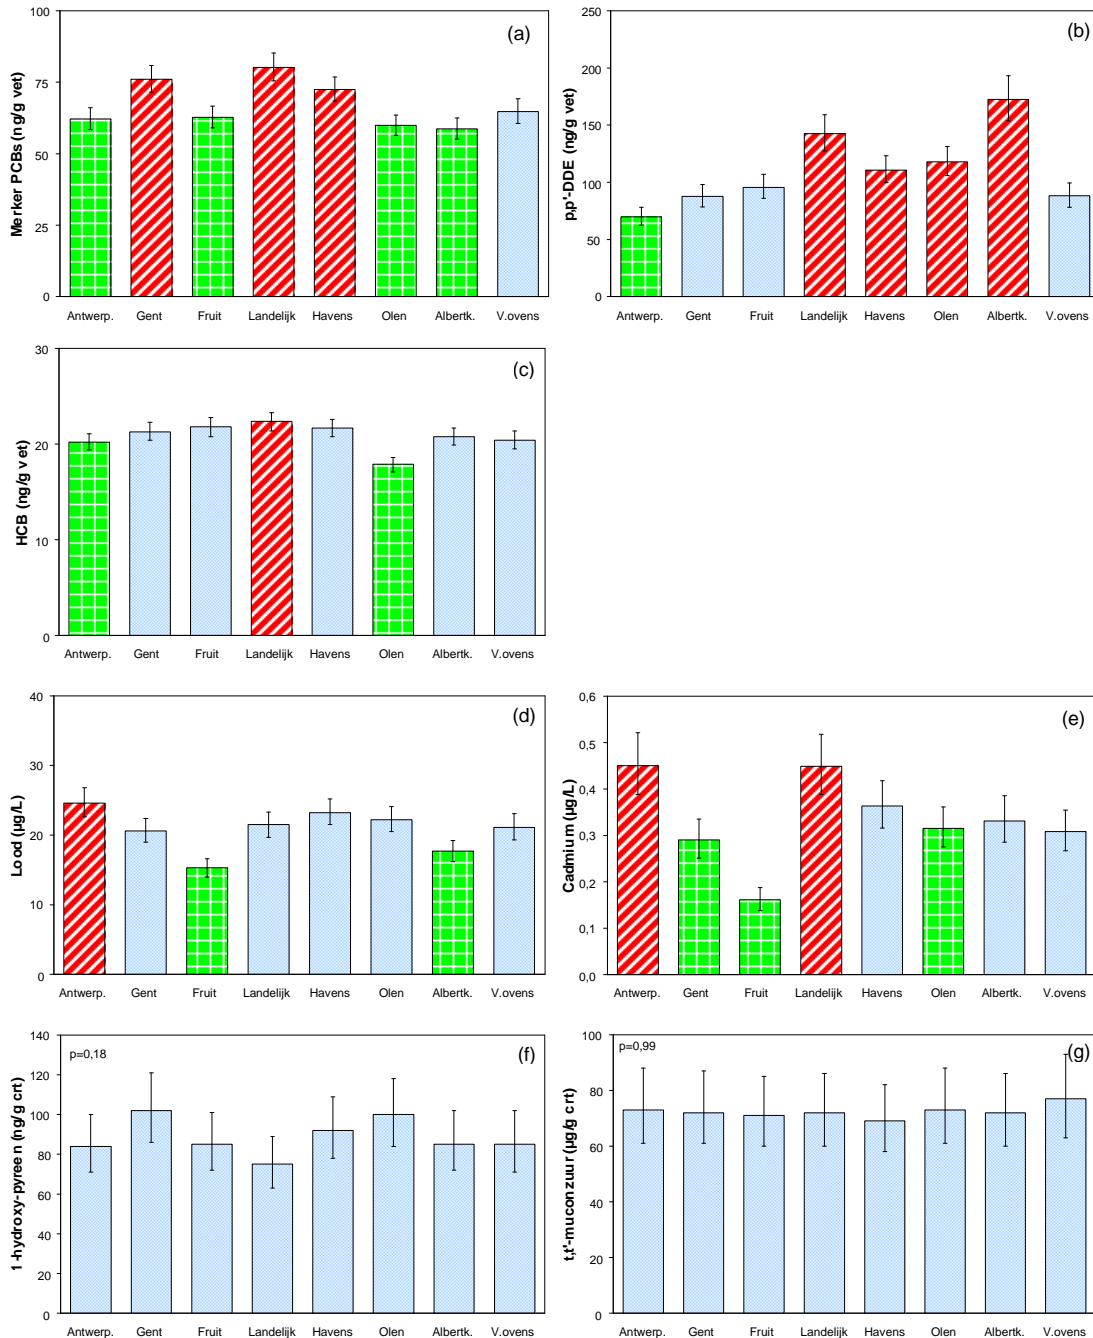 (a)
Merker PCBs (ng/g vet)
100
75
50
25
0
Antwerp. Gent Fruit Landelijk Havens Olen Albertk. V.ovens
(b)
p,p'-DDE (ng/g vet)
250
200
150
100
50
0
Antwerp. Gent Fruit Landelijk Havens Olen Albertk. V.ovens
(c)
HCB (ng/g vet)
30
20
10
0
Antwerp. Gent Fruit Landelijk Havens Olen Albertk. V.ovens
(d)
Lood (µg/L)
40
30
20
10
0
Antwerp. Gent Fruit Landelijk Havens Olen Albertk. V.ovens
(e)
Cadmium (µg/L)
0,6
0,5
0,4
0,3
0,2
0,1
0,0
Antwerp. Gent Fruit Landelijk Havens Olen Albertk. V.ovens
(f)
p=0,18
1-hydroxy-pyreen (ng/g crt)
140
120
100
80
60
40
20
0
Antwerp. Gent Fruit Landelijk Havens Olen Albertk. V.ovens
(g)
p=0,99
t,t'-muconzuur (µg/g crt)
100
80
60
40
20
0
Antwerp. Gent Fruit Landelijk Havens Olen Albertk. V.ovens